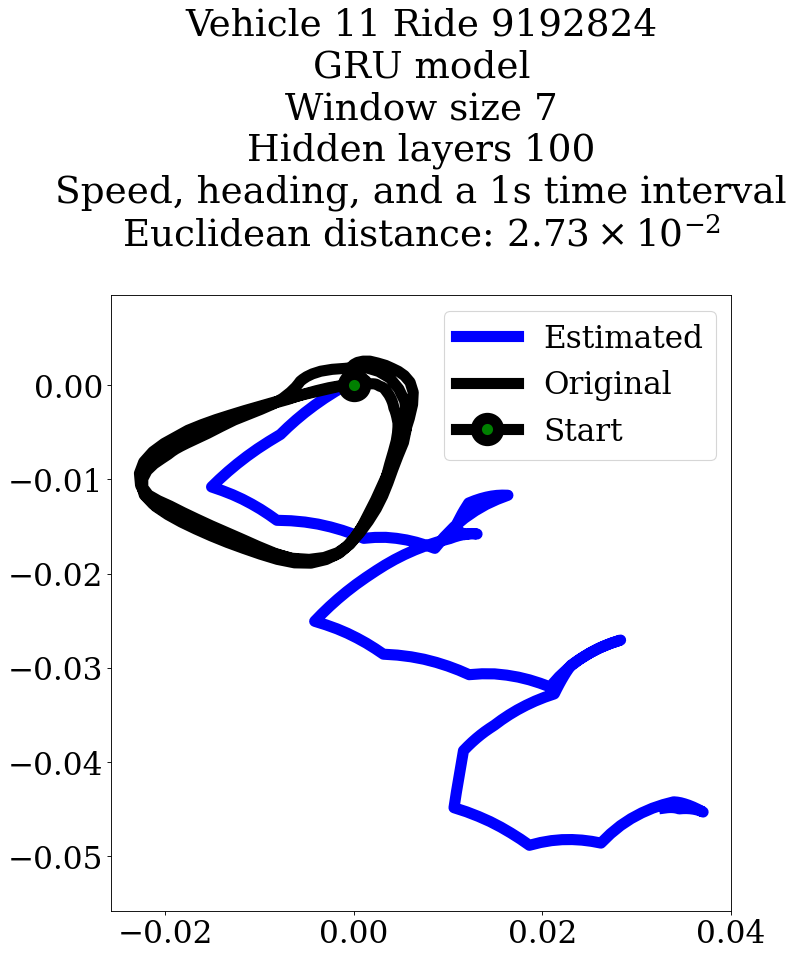 Vehicle 11 Ride 9192824
GRU model
Window size 7
Hidden layers 100
Speed, heading, and a 1s time interval
Euclidean distance: 2.73 × 10⁻²
Estimated
Original
Start
0.00
−0.01
−0.02
−0.03
−0.04
−0.05
−0.02 0.00 0.02 0.04